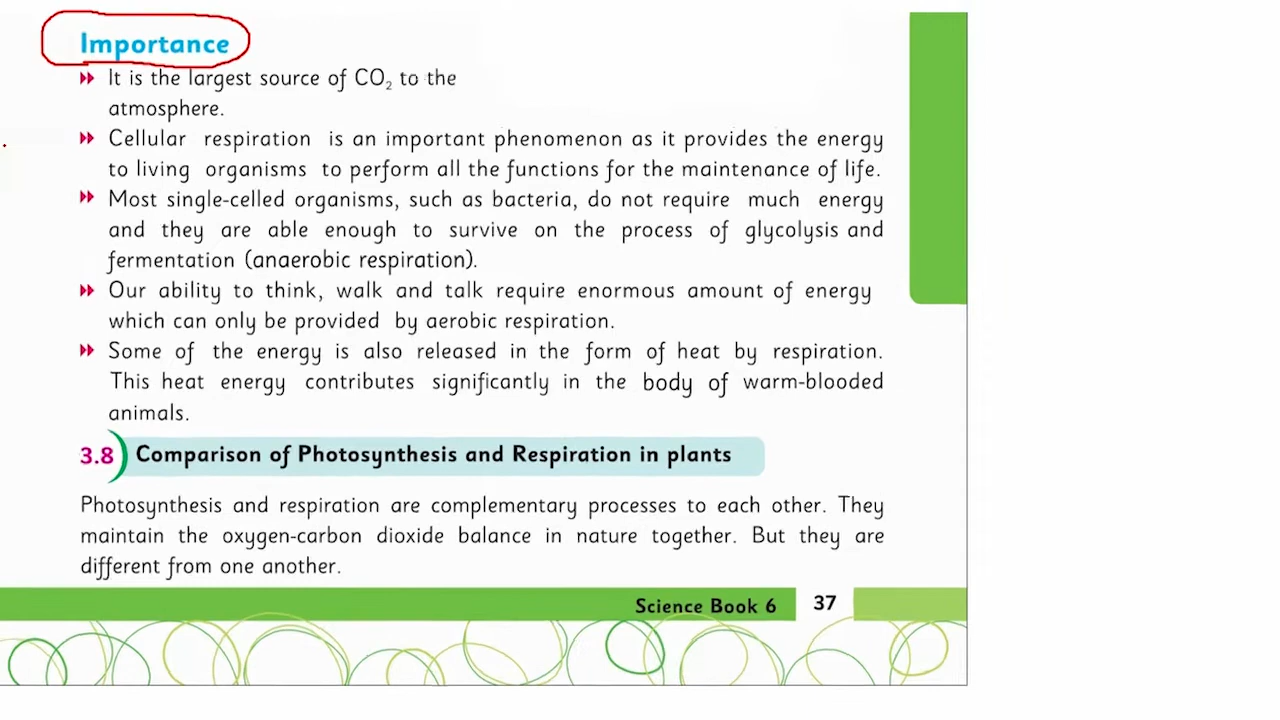 Importance
It is the largest source of CO₂ to the
atmosphere.
Cellular respiration is an important phenomenon as it provides the energy
to living organisms to perform all the functions for the maintenance of life.
Most single-celled organisms, such as bacteria, do not require much energy
and they are able enough to survive on the process of glycolysis and
fermentation (anaerobic respiration).
Our ability to think, walk and talk require enormous amount of energy
which can only be provided by aerobic respiration.
Some of the energy is also released in the form of heat by respiration.
This heat energy contributes significantly in the body of warm-blooded
animals.
3.8 Comparison of Photosynthesis and Respiration in plants
Photosynthesis and respiration are complementary processes to each other. They
maintain the oxygen-carbon dioxide balance in nature together. But they are
different from one another.
Science Book 6 37